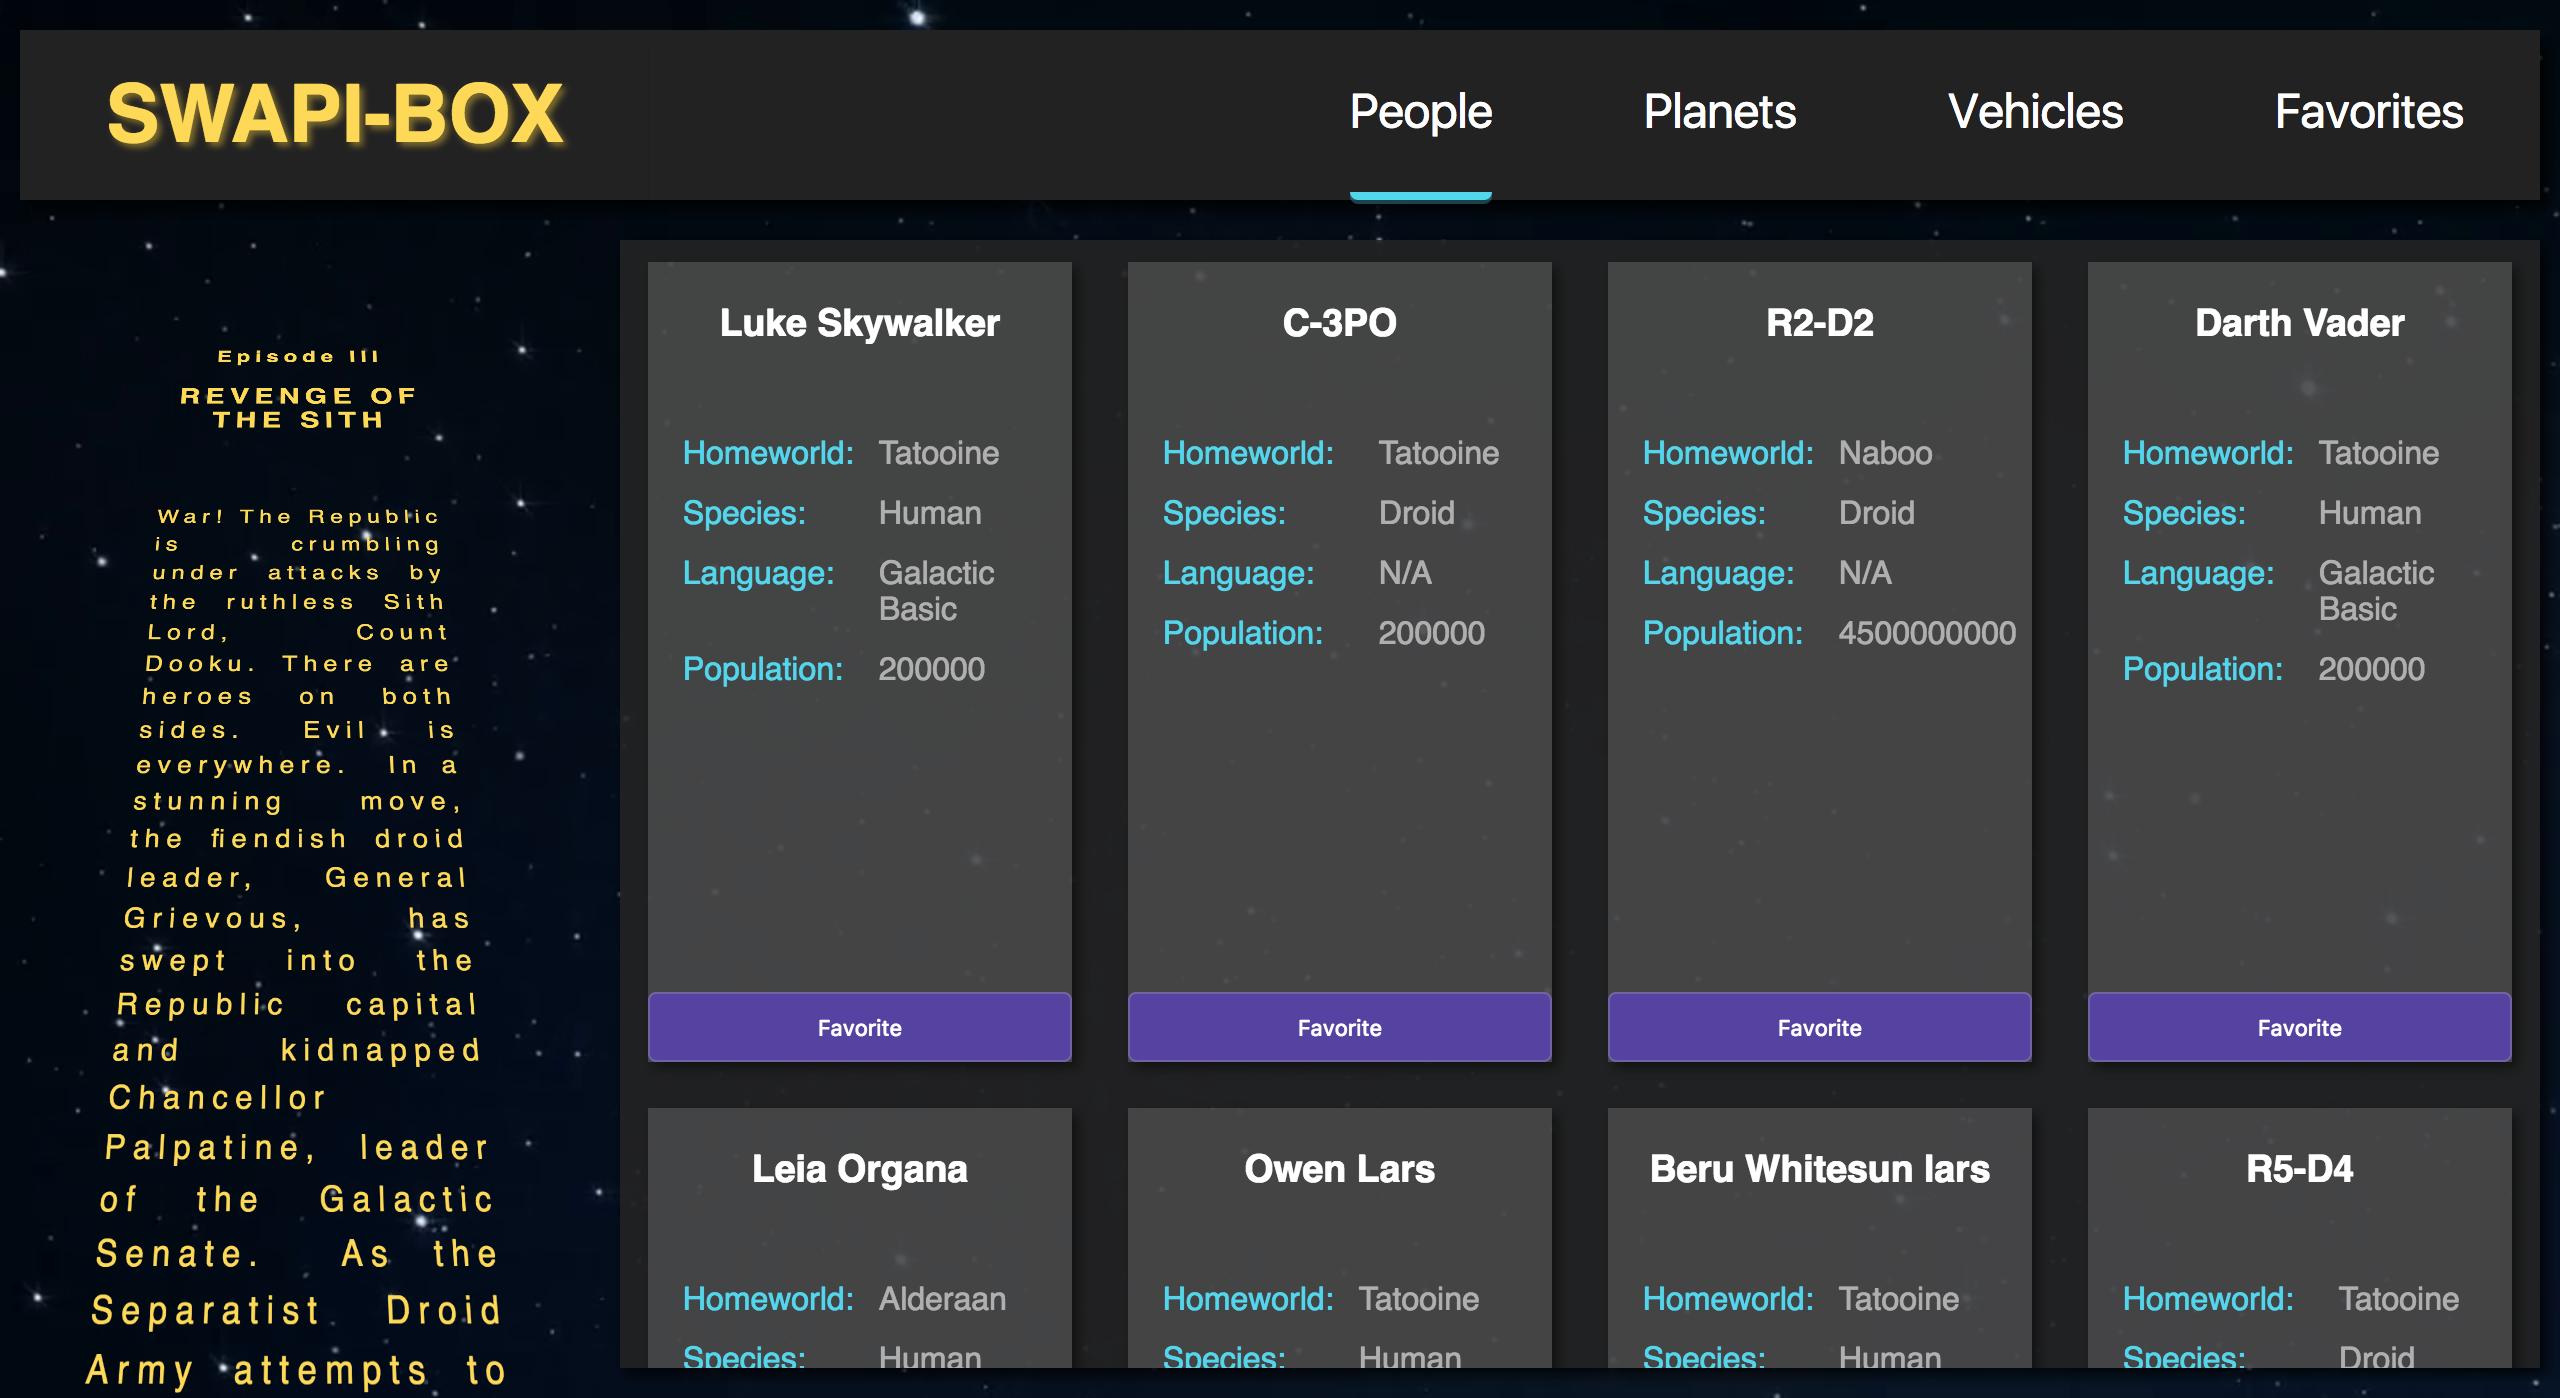 SWAPI-BOX
People
Planets
Vehicles
Favorites
Episode III
REVENGE OF
THE SITH
War! The Republic
is crumbling
under attacks by
the ruthless Sith
Lord, Count
Dooku. There are
heroes on both
sides. Evil is
everywhere. In a
stunning move,
the fiendish droid
leader, General
Grievous, has
swept into the
Republic capital
and kidnapped
Chancellor
Palpatine, leader
of the Galactic
Senate. As the
Separatist Droid
Army attempts to
Luke Skywalker
Homeworld: Tatooine
Species: Human
Language: Galactic
Basic
Population: 200000
Favorite
C-3PO
Homeworld: Tatooine
Species: Droid
Language: N/A
Population: 200000
Favorite
R2-D2
Homeworld: Naboo
Species: Droid
Language: N/A
Population: 4500000000
Favorite
Darth Vader
Homeworld: Tatooine
Species: Human
Language: Galactic
Basic
Population: 200000
Favorite
Leia Organa
Homeworld: Alderaan
Species: Human
Owen Lars
Homeworld: Tatooine
Species: Human
Beru Whitesun lars
Homeworld: Tatooine
Species: Human
R5-D4
Homeworld: Tatooine
Species: Droid